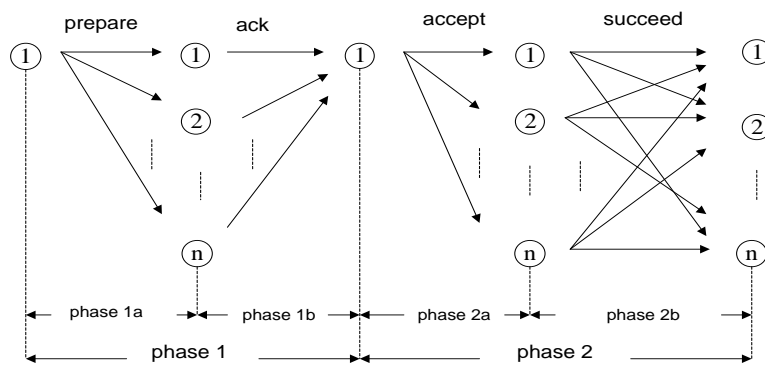 prepare ack accept succeed
1 1 1 1 1
2 2 2
n n n
phase 1a phase 1b phase 2a phase 2b
phase 1 phase 2